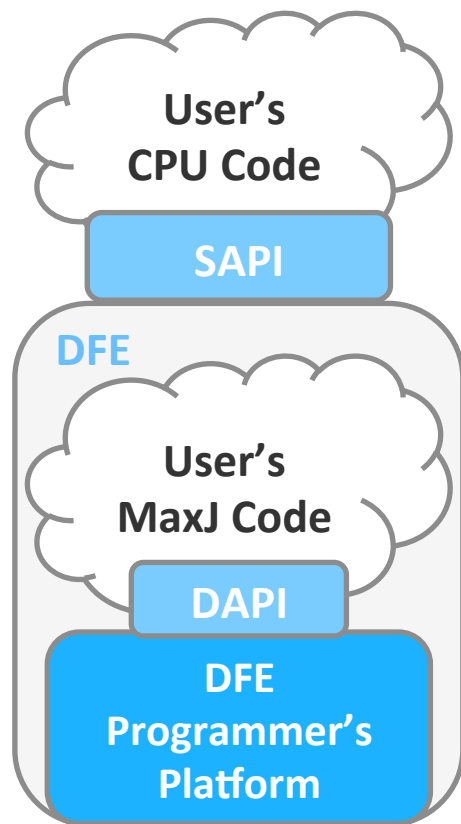 User’s
CPU Code
SAPI
DFE
User’s
MaxJ Code
DAPI
DFE
Programmer’s
Platform